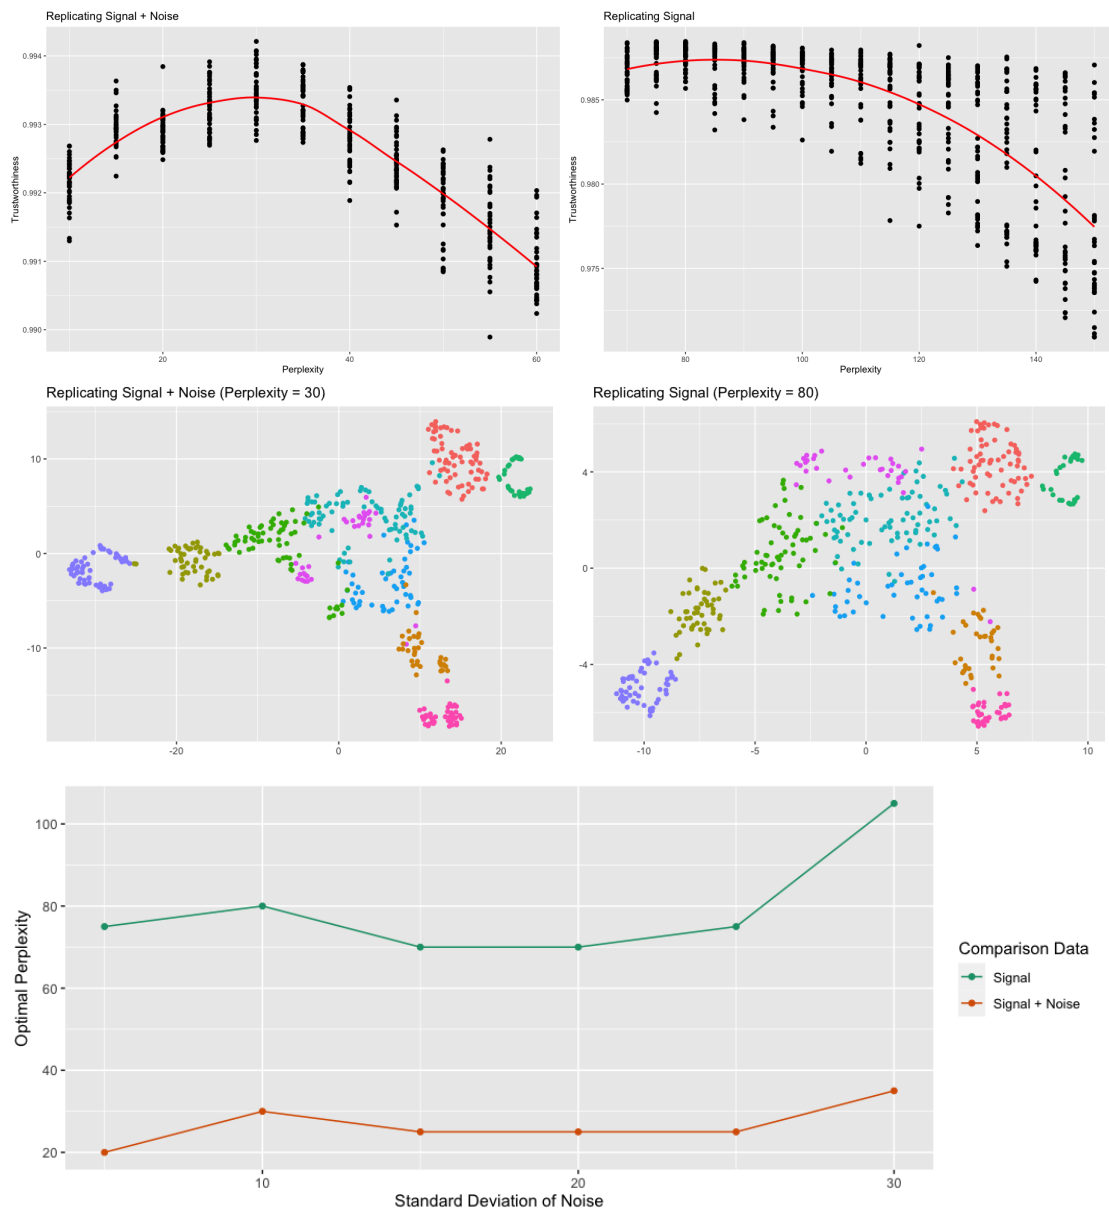 Replicating Signal + Noise
Replicating Signal
0.994
0.993
0.992
0.991
0.990
Trustworthiness
20
40
60
Perplexity
0.985
0.980
0.975
Trustworthiness
80
100
120
140
Perplexity
Replicating Signal + Noise (Perplexity = 30)
Replicating Signal (Perplexity = 80)
10
0
-10
-20
0
20
4
0
-4
-10
-5
0
5
10
100
80
60
40
20
Optimal Perplexity
10
20
30
Standard Deviation of Noise
Comparison Data
Signal
Signal + Noise